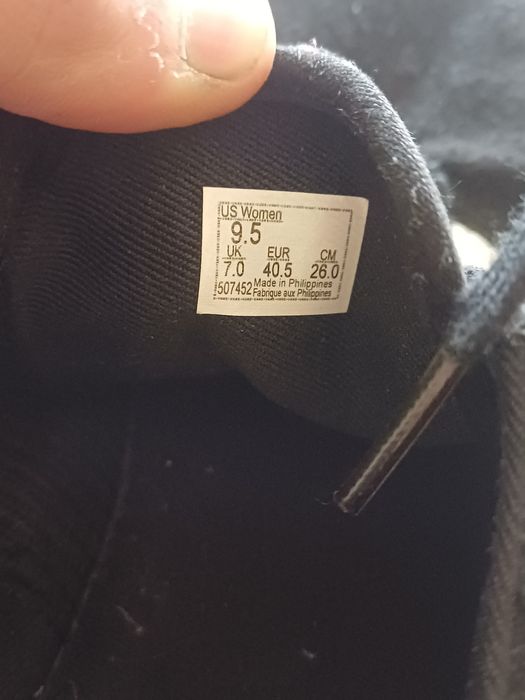 US Women
9.5
UK EUR CM
7.0 40.5 26.0
507452 Made in Philippines
Fabrique aux Philippines